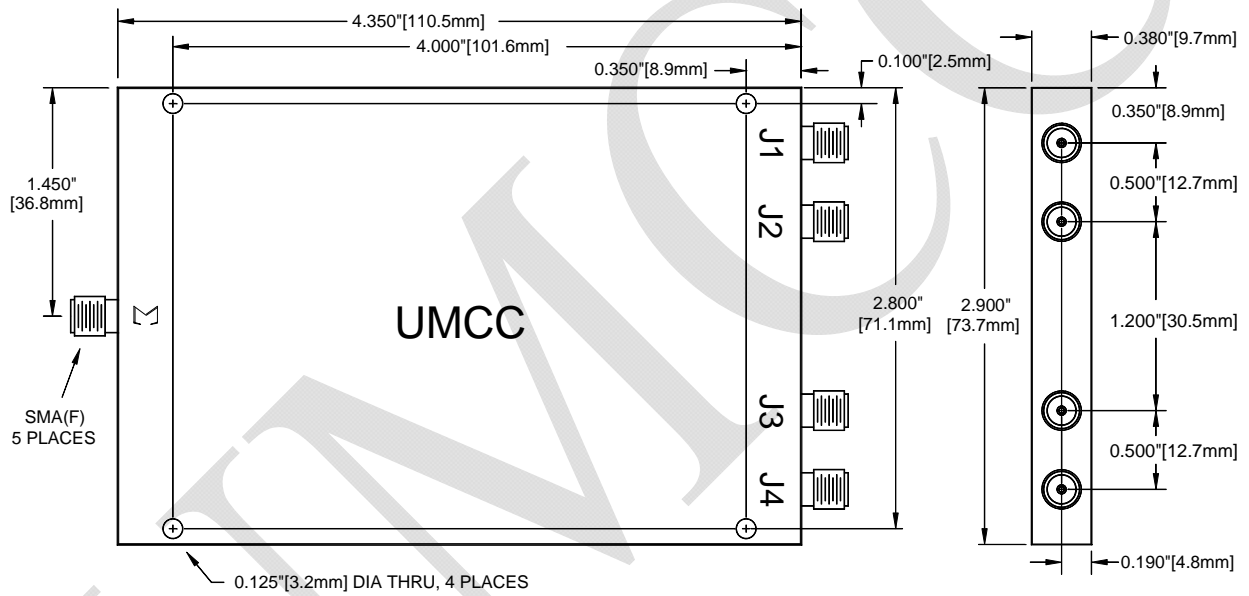 4.350"[110.5mm]
4.000"[101.6mm]
0.350"[8.9mm]
0.100"[2.5mm]
0.380"[9.7mm]
0.350"[8.9mm]
J1
1.450"
[36.8mm]
0.500"[12.7mm]
J2
Σ
UMCC
2.800"
[71.1mm]
2.900"
[73.7mm]
1.200"[30.5mm]
SMA(F)
5 PLACES
J3
0.500"[12.7mm]
J4
0.125"[3.2mm] DIA THRU, 4 PLACES
0.190"[4.8mm]
UMCC